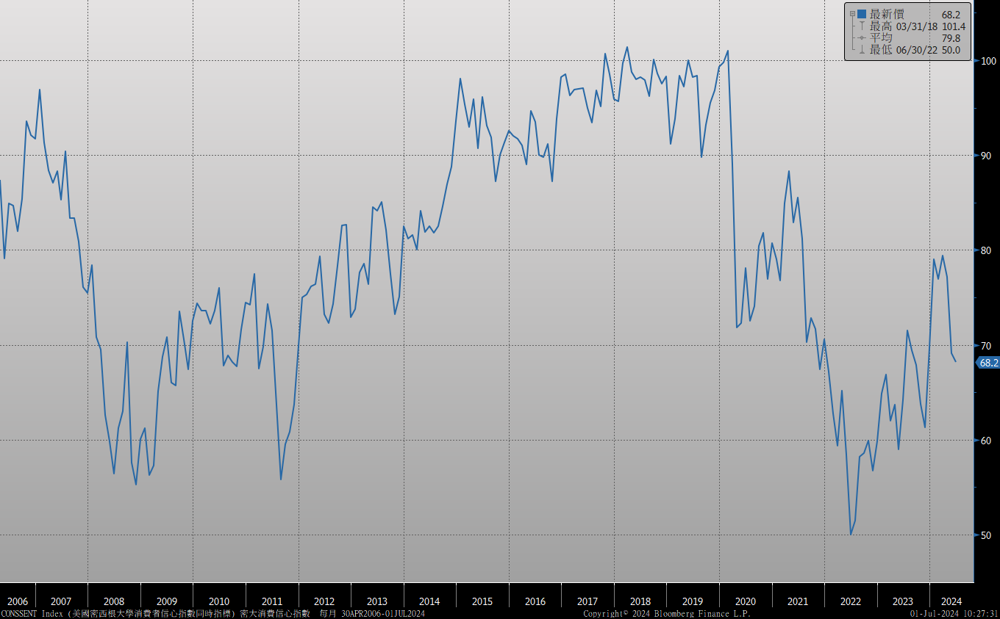 最新價 68.2
最高 03/31/18 101.4
平均 79.8
最低 06/30/22 50.0
100
90
80
70
68.2
60
50
2006 2007 2008 2009 2010 2011 2012 2013 2014 2015 2016 2017 2018 2019 2020 2021 2022 2023 2024
CONSSENT Index (美國密西根大學消費者信心指數同時指標) 密大消費信心指數 每月 30APR2006-01JUL2024 Copyright© 2024 Bloomberg Finance L.P. 01-Jul-2024 10:27:31